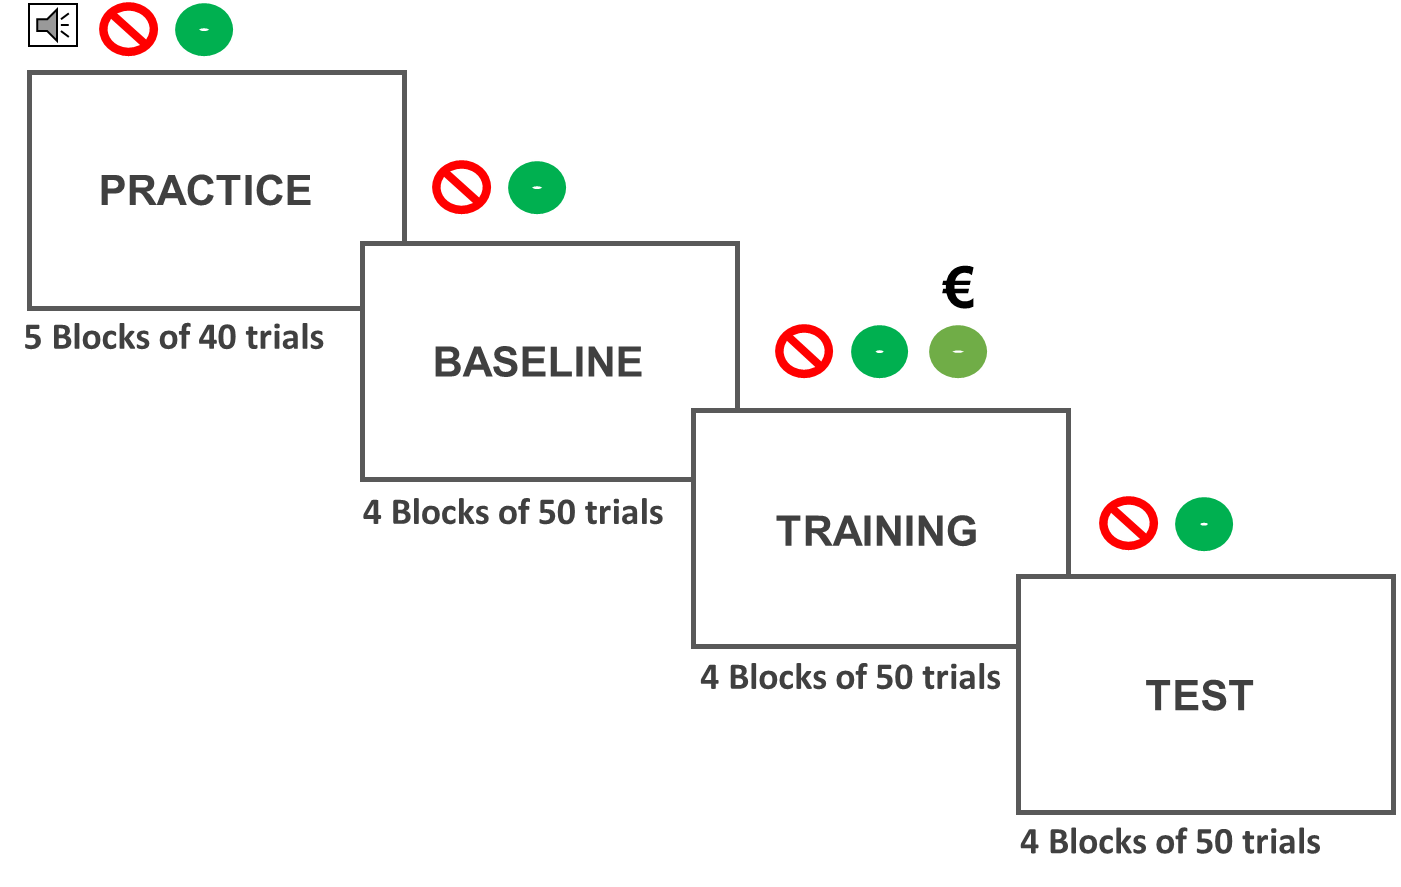 PRACTICE
5 Blocks of 40 trials
BASELINE
4 Blocks of 50 trials
€
TRAINING
4 Blocks of 50 trials
TEST
4 Blocks of 50 trials